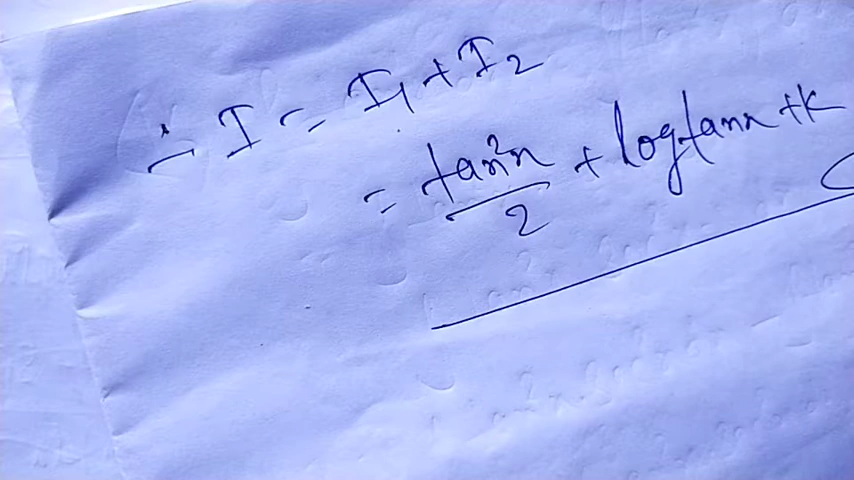 ∴ I = I₁ + I₂
= tan²x/2 + log tanx + k